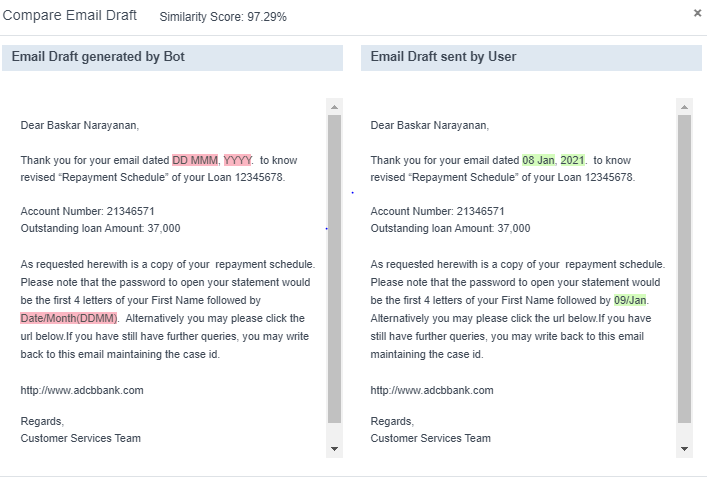 Compare Email Draft Similarity Score: 97.29% ×
Email Draft generated by Bot
Dear Baskar Narayanan,
Thank you for your email dated DD MMM, YYYY.  to know
revised “Repayment Schedule” of your Loan 12345678.
Account Number: 21346571
Outstanding loan Amount: 37,000
As requested herewith is a copy of your  repayment schedule.
Please note that the password to open your statement would
be the first 4 letters of your First Name followed by
Date/Month(DDMM).  Alternatively you may please click the
url below.If you have still have further queries, you may write
back to this email maintaining the case id.
http://www.adcbbank.com
Regards,
Customer Services Team
Email Draft sent by User
Dear Baskar Narayanan,
Thank you for your email dated 08 Jan, 2021.  to know
revised “Repayment Schedule” of your Loan 12345678.
Account Number: 21346571
Outstanding loan Amount: 37,000
As requested herewith is a copy of your  repayment schedule.
Please note that the password to open your statement would
be the first 4 letters of your First Name followed by 09/Jan.
Alternatively you may please click the url below.If you have
still have further queries, you may write back to this email
maintaining the case id.
http://www.adcbbank.com
Regards,
Customer Services Team